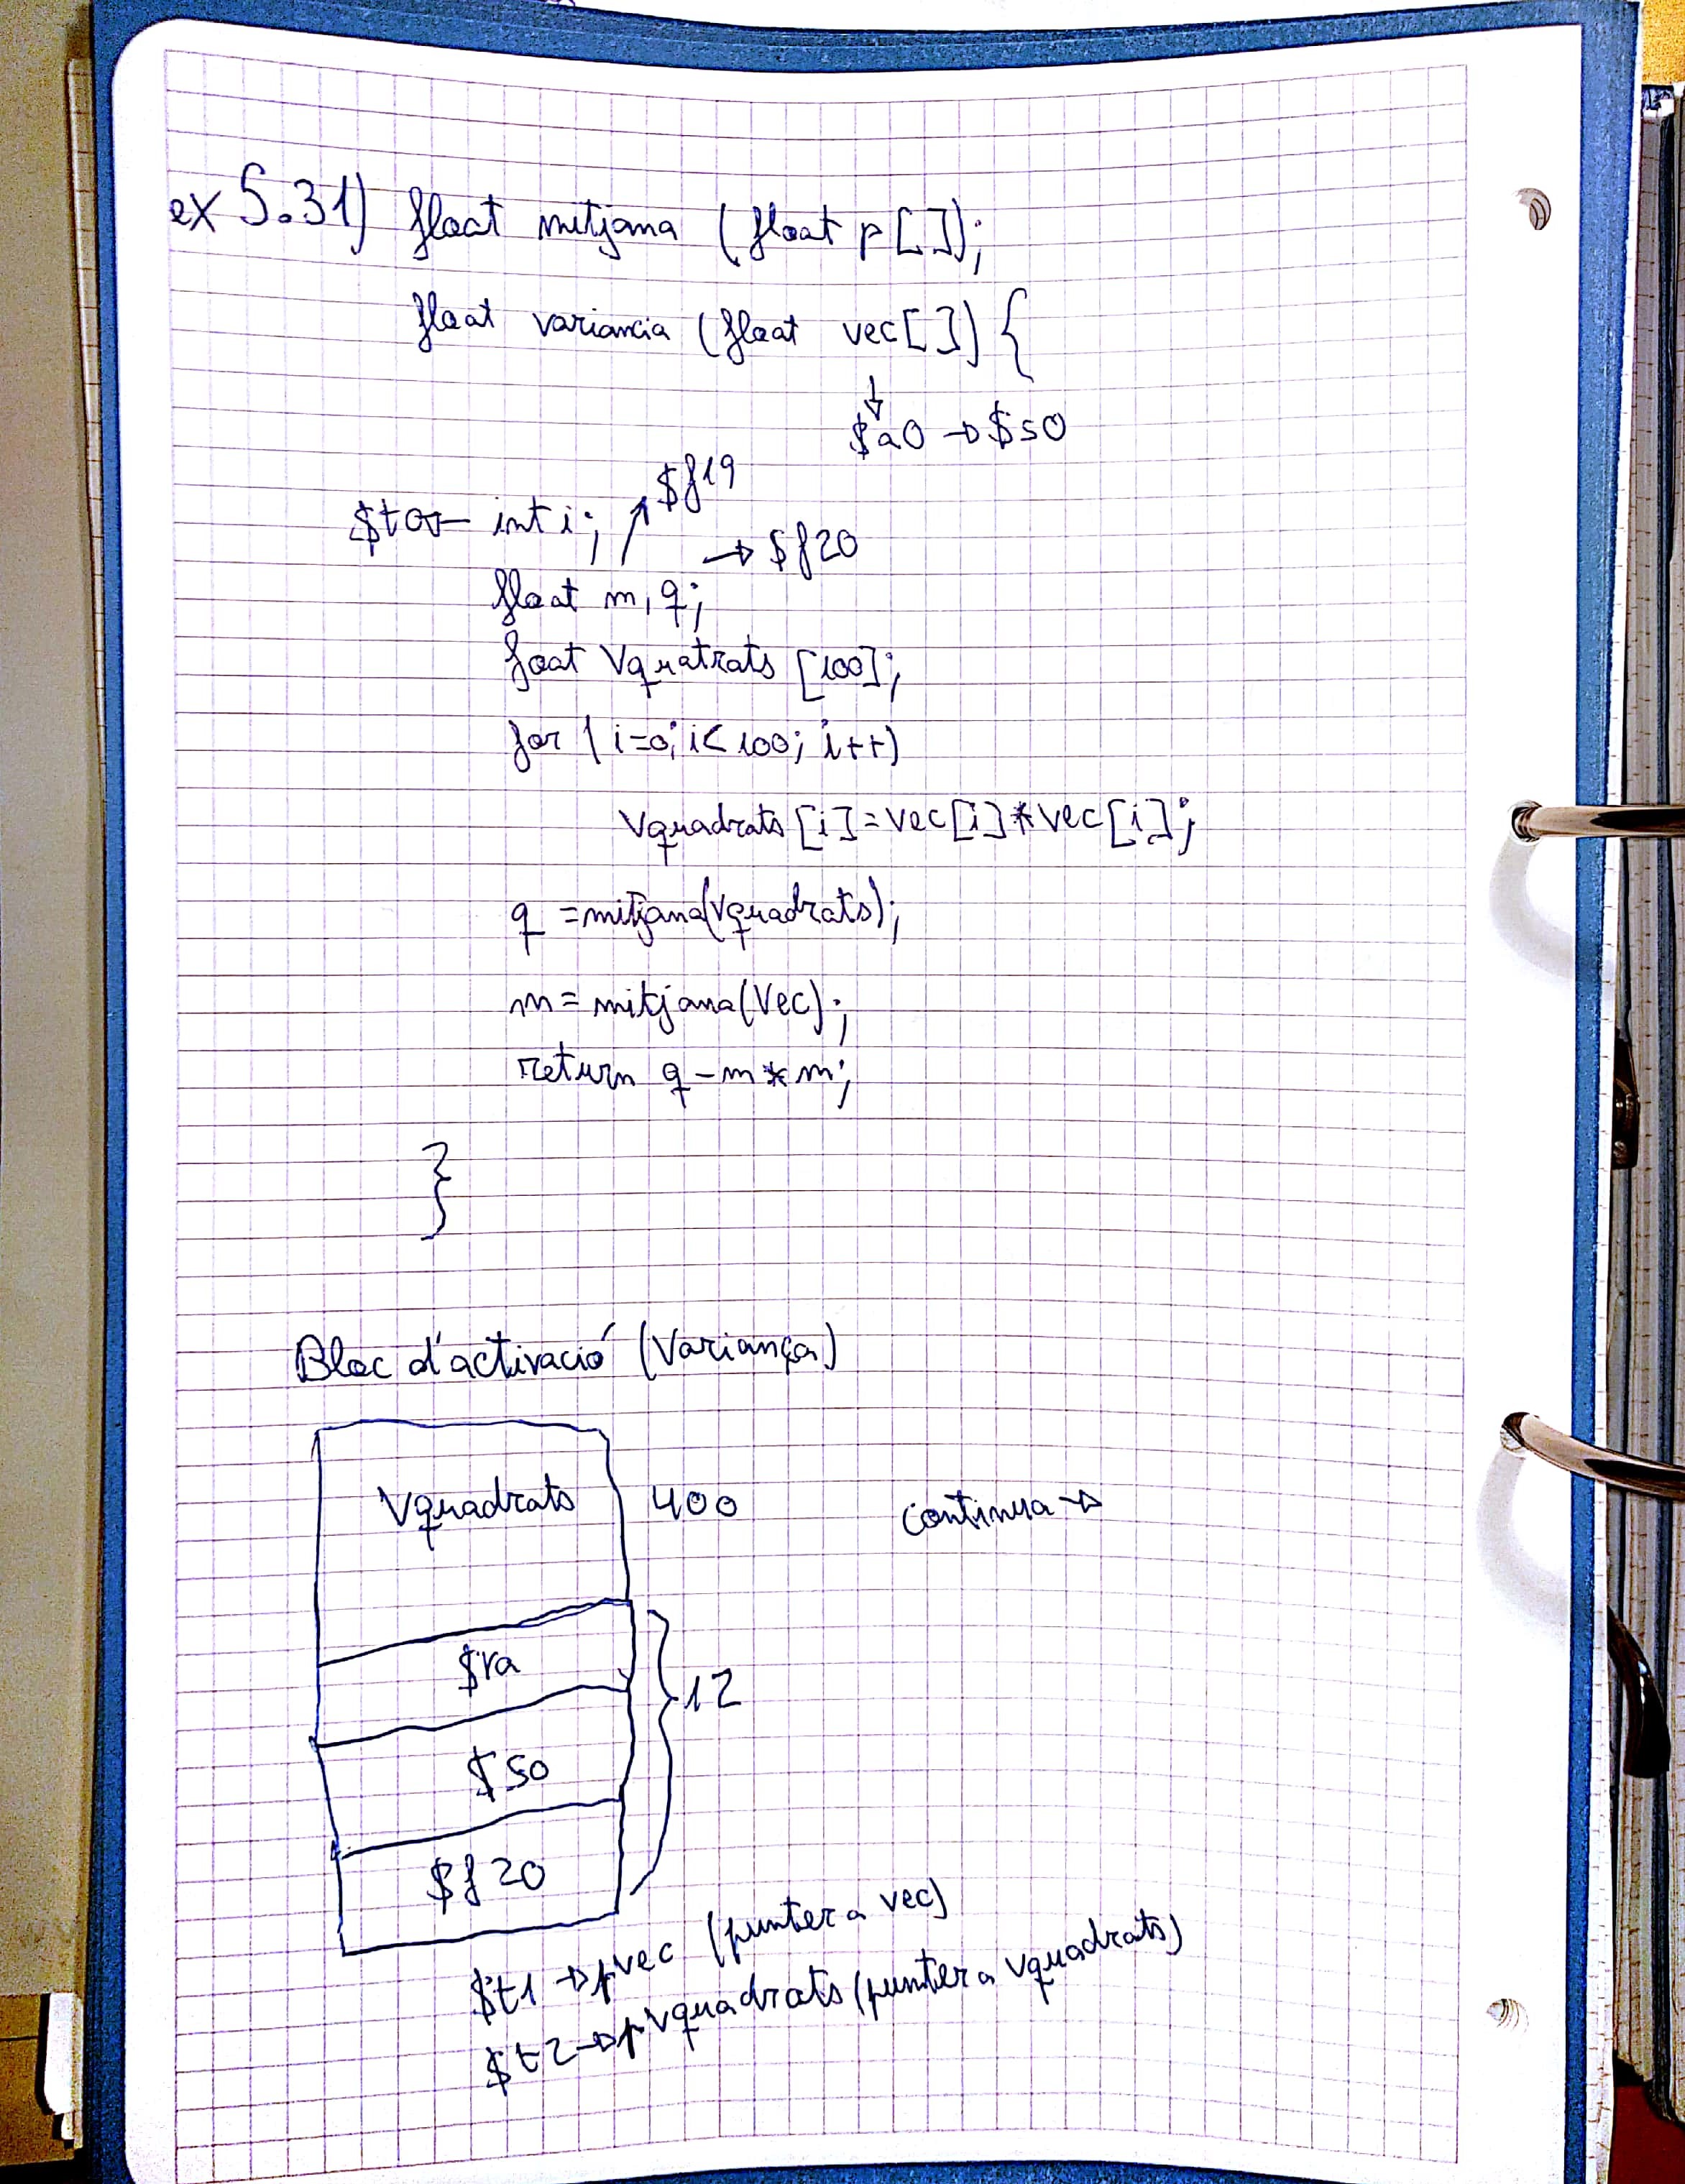 ex 5.31) float mitjana (float p[]);
float variancia (float vec[]) {
↓
$a0 → $s0
$f19
$t0 ← int i;
→ $f20
float m, q;
foat Vquatrats [100];
for (i=0; i<100; i++)
Vquadrats [i] = vec[i] * vec[i];
q = mitjana(Vquadrats);
m = mitjana(Vec);
return q - m * m;
}
Bloc d'activació (Variança)
Vquadrats 400
continua →
$ra
12
$s0
$f20
$t1 → pvec (punter a vec)
$t2 → pvquadrats (punter a vquadrats)